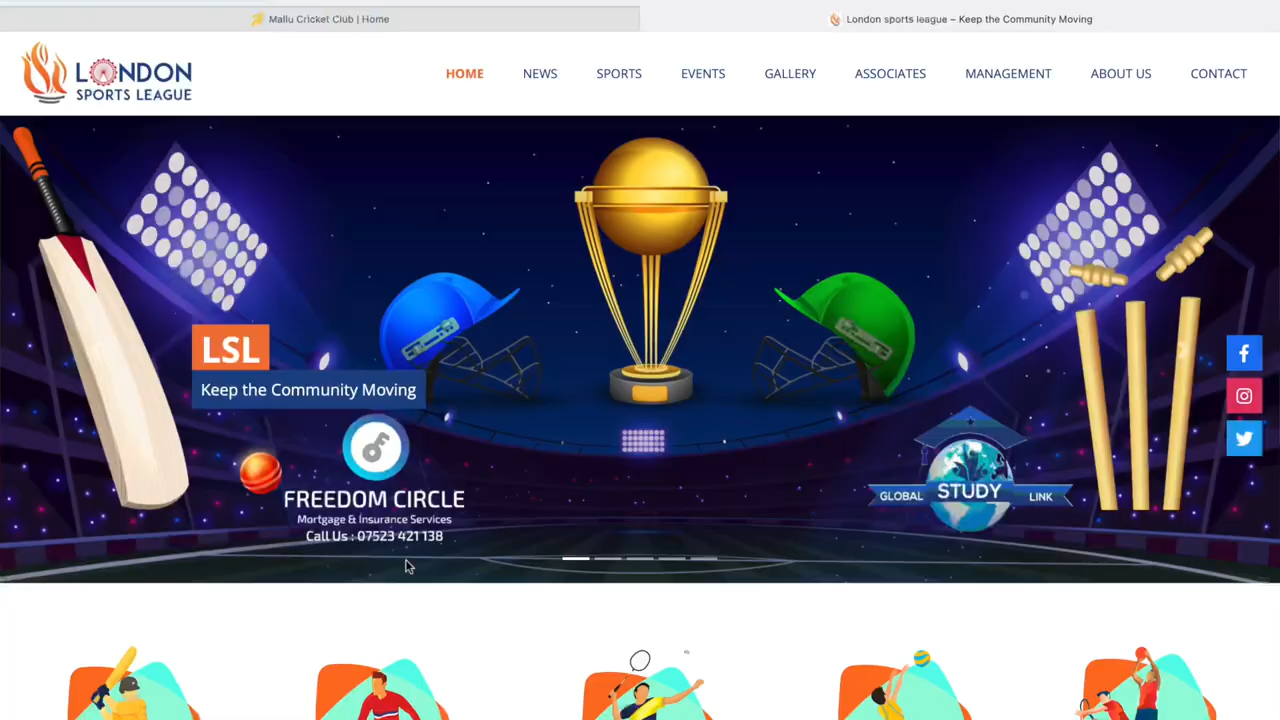 Mallu Cricket Club | Home
London sports league – Keep the Community Moving
LONDON
SPORTS LEAGUE
HOME
NEWS
SPORTS
EVENTS
GALLERY
ASSOCIATES
MANAGEMENT
ABOUT US
CONTACT
LSL
Keep the Community Moving
FREEDOM CIRCLE
Mortgage & Insurance Services
Call Us : 07523 421 138
GLOBAL STUDY LINK